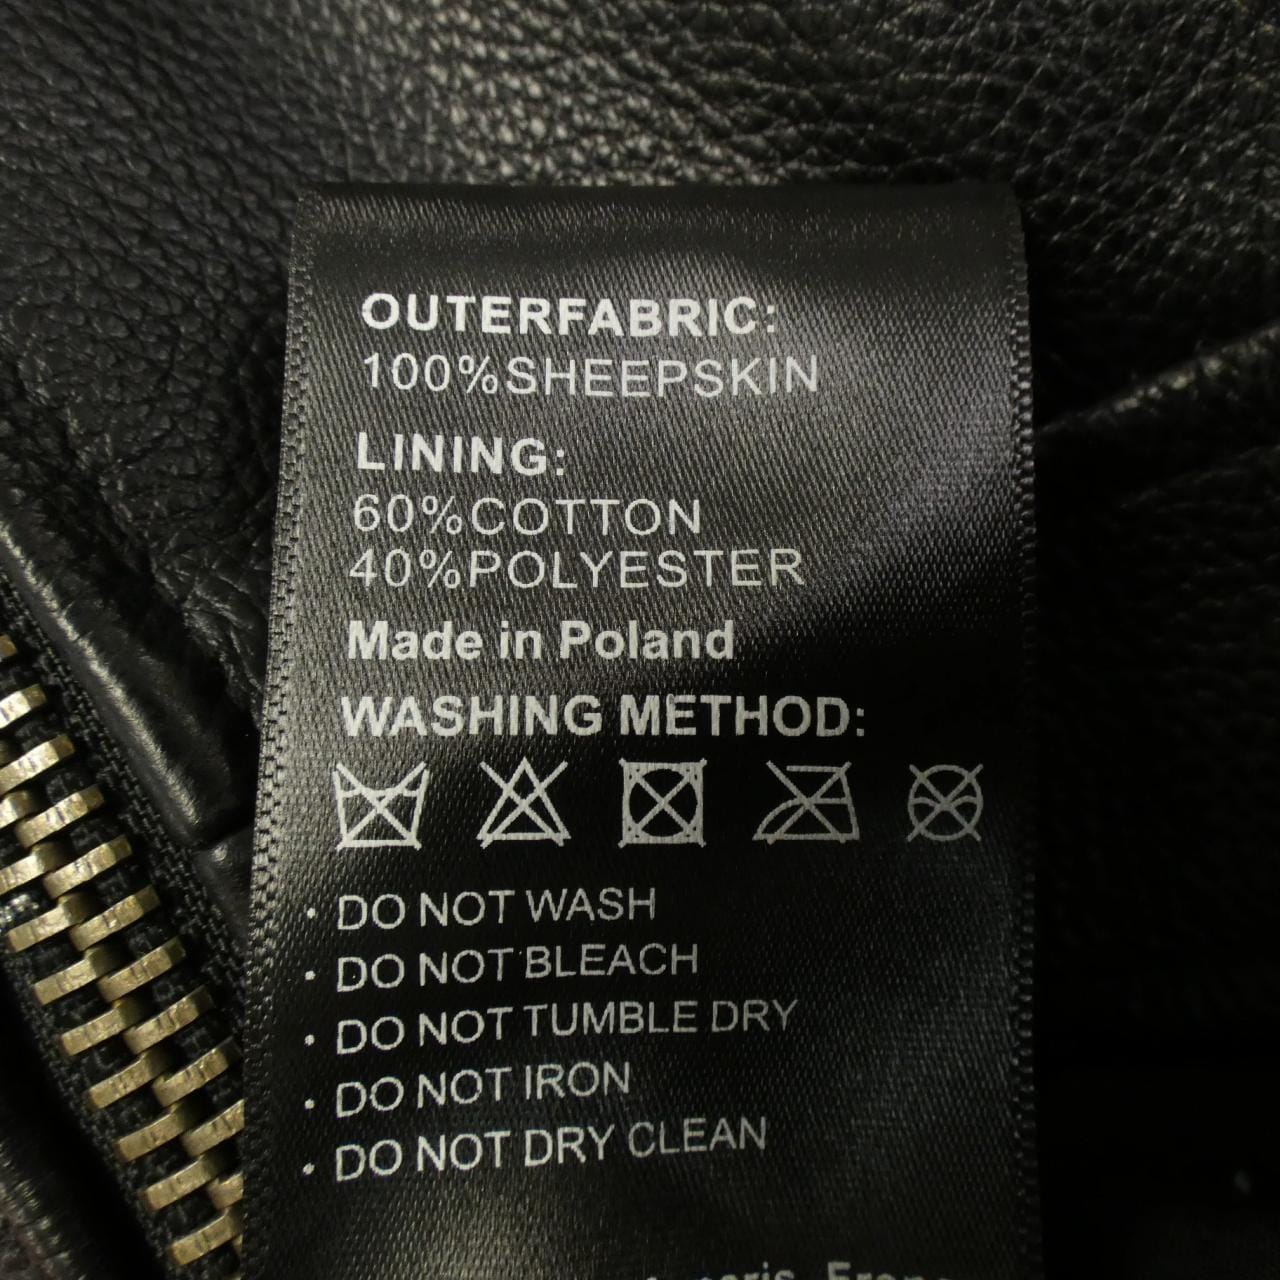 OUTERFABRIC:
100%SHEEPSKIN
LINING:
60%COTTON
40%POLYESTER
Made in Poland
WASHING METHOD:
· DO NOT WASH
· DO NOT BLEACH
· DO NOT TUMBLE DRY
· DO NOT IRON
· DO NOT DRY CLEAN